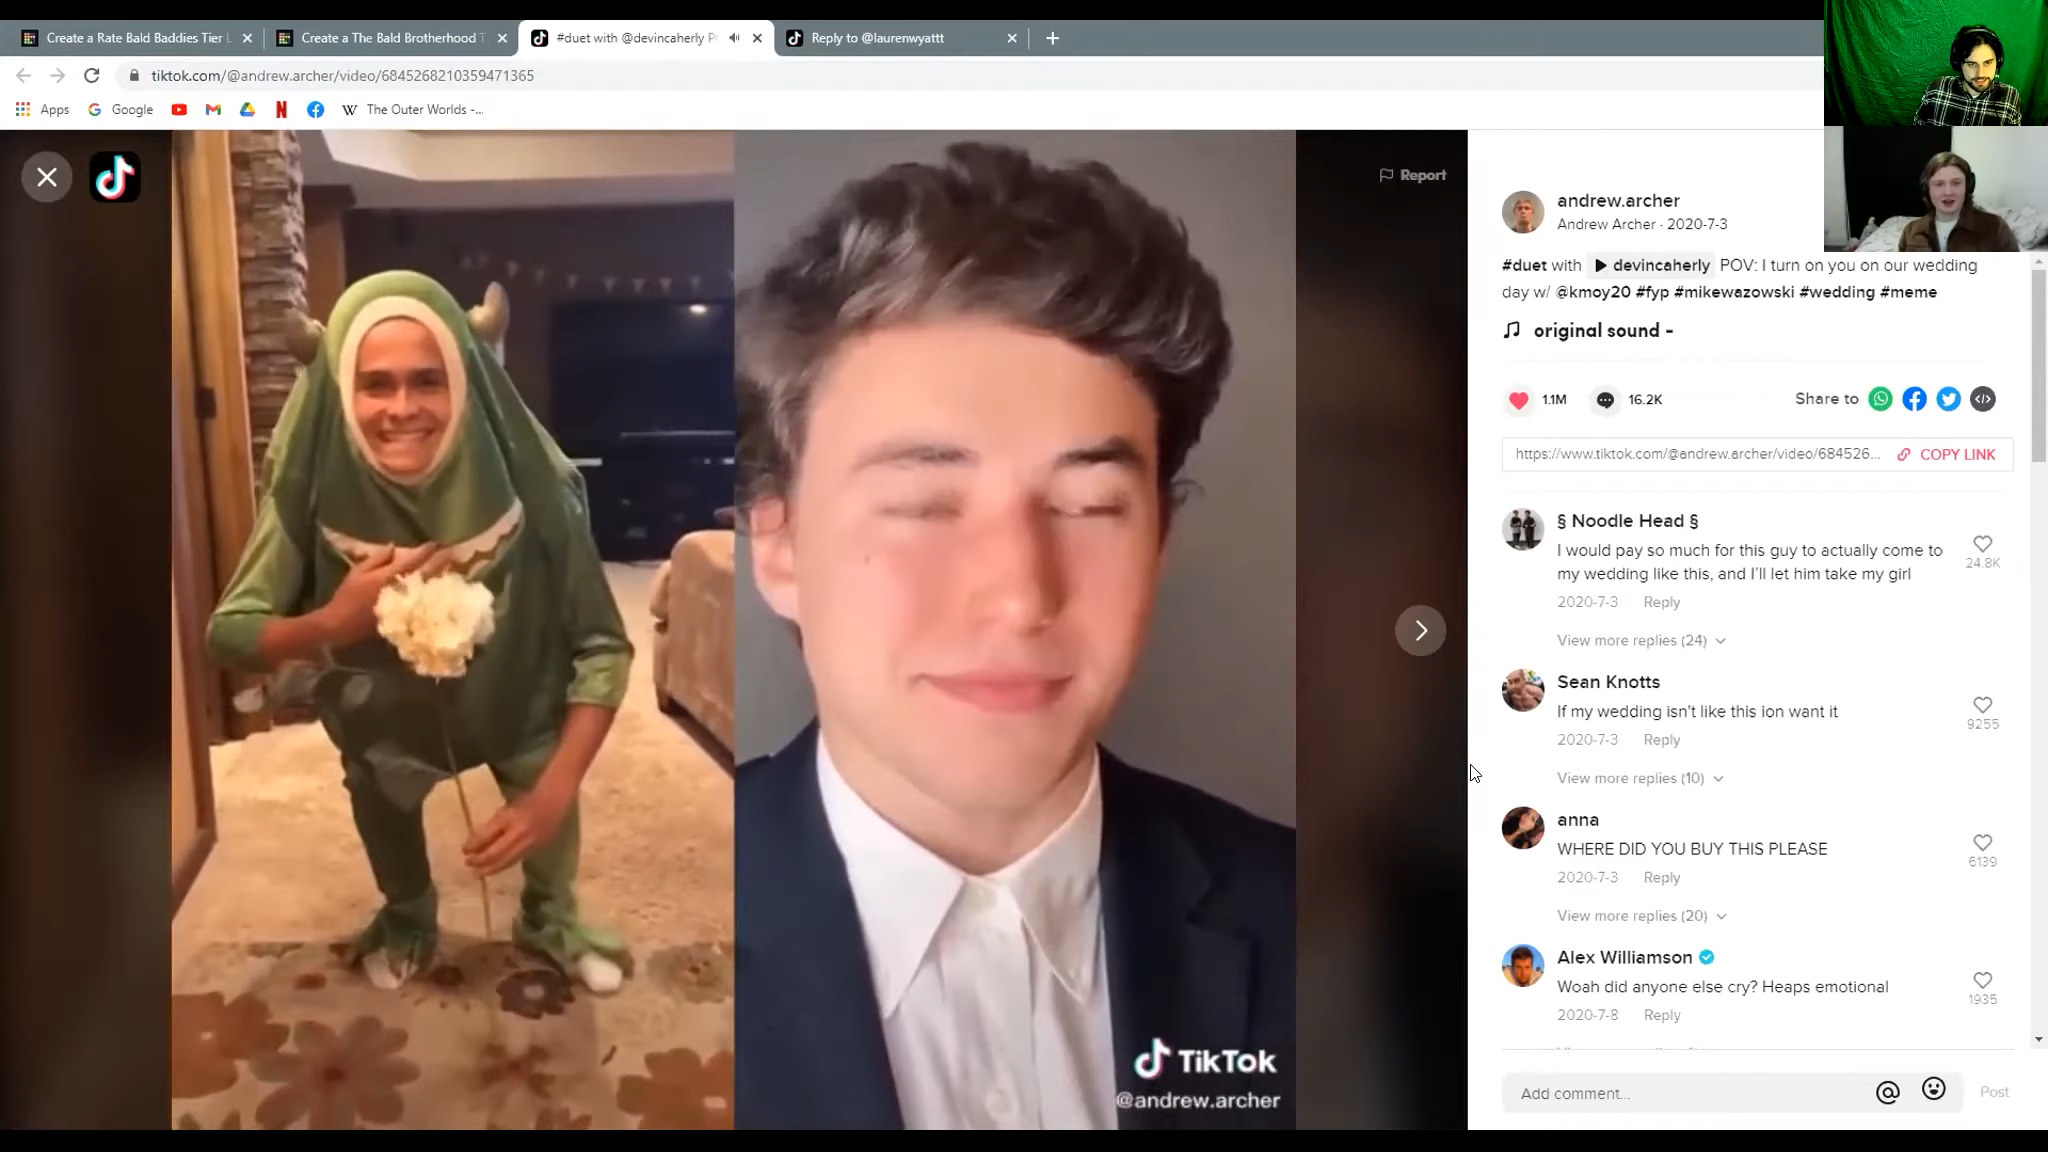 Create a Rate Bald Baddies Tier L
Create a The Bald Brotherhood T
#duet with @devincaherly P
Reply to @laurenwyattt
tiktok.com/@andrew.archer/video/6845268210359471365
Apps
Google
The Outer Worlds -...
Report
andrew.archer
Andrew Archer · 2020-7-3
#duet with devincaherly POV: I turn on you on our wedding
day w/ @kmoy20 #fyp #mikewazowski #wedding #meme
original sound -
1.1M
16.2K
Share to
https://www.tiktok.com/@andrew.archer/video/684526...
COPY LINK
§ Noodle Head §
I would pay so much for this guy to actually come to
my wedding like this, and I'll let him take my girl
24.8K
2020-7-3 Reply
View more replies (24)
Sean Knotts
If my wedding isn't like this ion want it
9255
2020-7-3 Reply
View more replies (10)
anna
WHERE DID YOU BUY THIS PLEASE
6139
2020-7-3 Reply
View more replies (20)
Alex Williamson
Woah did anyone else cry? Heaps emotional
1935
2020-7-8 Reply
TikTok
@andrew.archer
Add comment...
Post